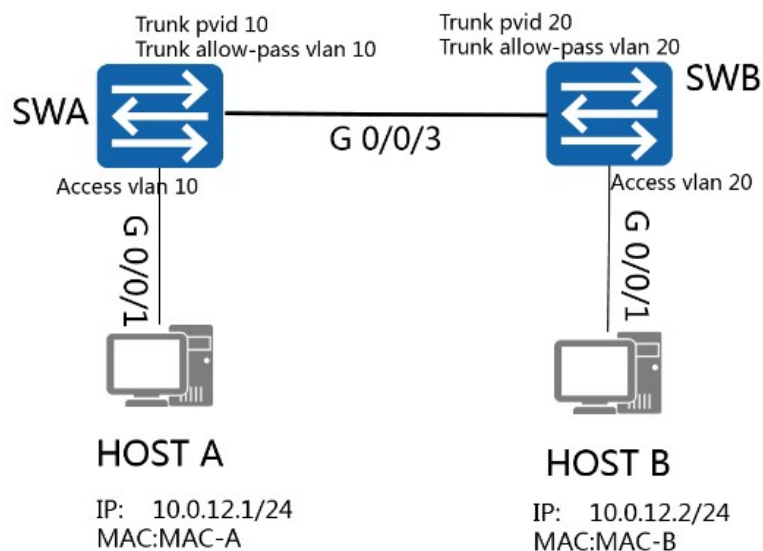 Trunk pvid 10
Trunk allow-pass vlan 10
Trunk pvid 20
Trunk allow-pass vlan 20
SWA
SWB
G 0/0/3
Access vlan 10
Access vlan 20
G 0/0/1
G 0/0/1
HOST A
HOST B
IP: 10.0.12.1/24
MAC:MAC-A
IP: 10.0.12.2/24
MAC:MAC-B